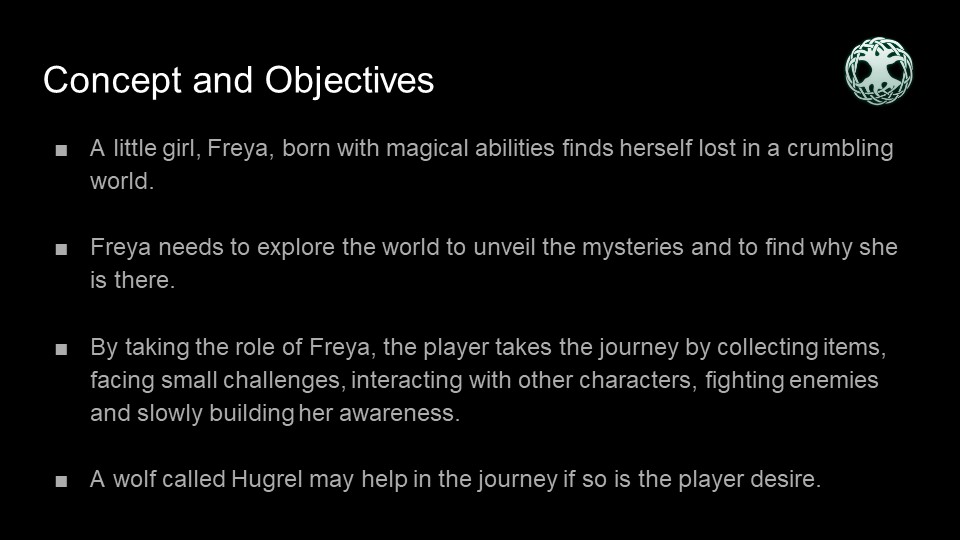 Concept and Objectives
■ A little girl, Freya, born with magical abilities finds herself lost in a crumbling
world.
■ Freya needs to explore the world to unveil the mysteries and to find why she
is there.
■ By taking the role of Freya, the player takes the journey by collecting items,
facing small challenges, interacting with other characters, fighting enemies
and slowly building her awareness.
■ A wolf called Hugrel may help in the journey if so is the player desire.